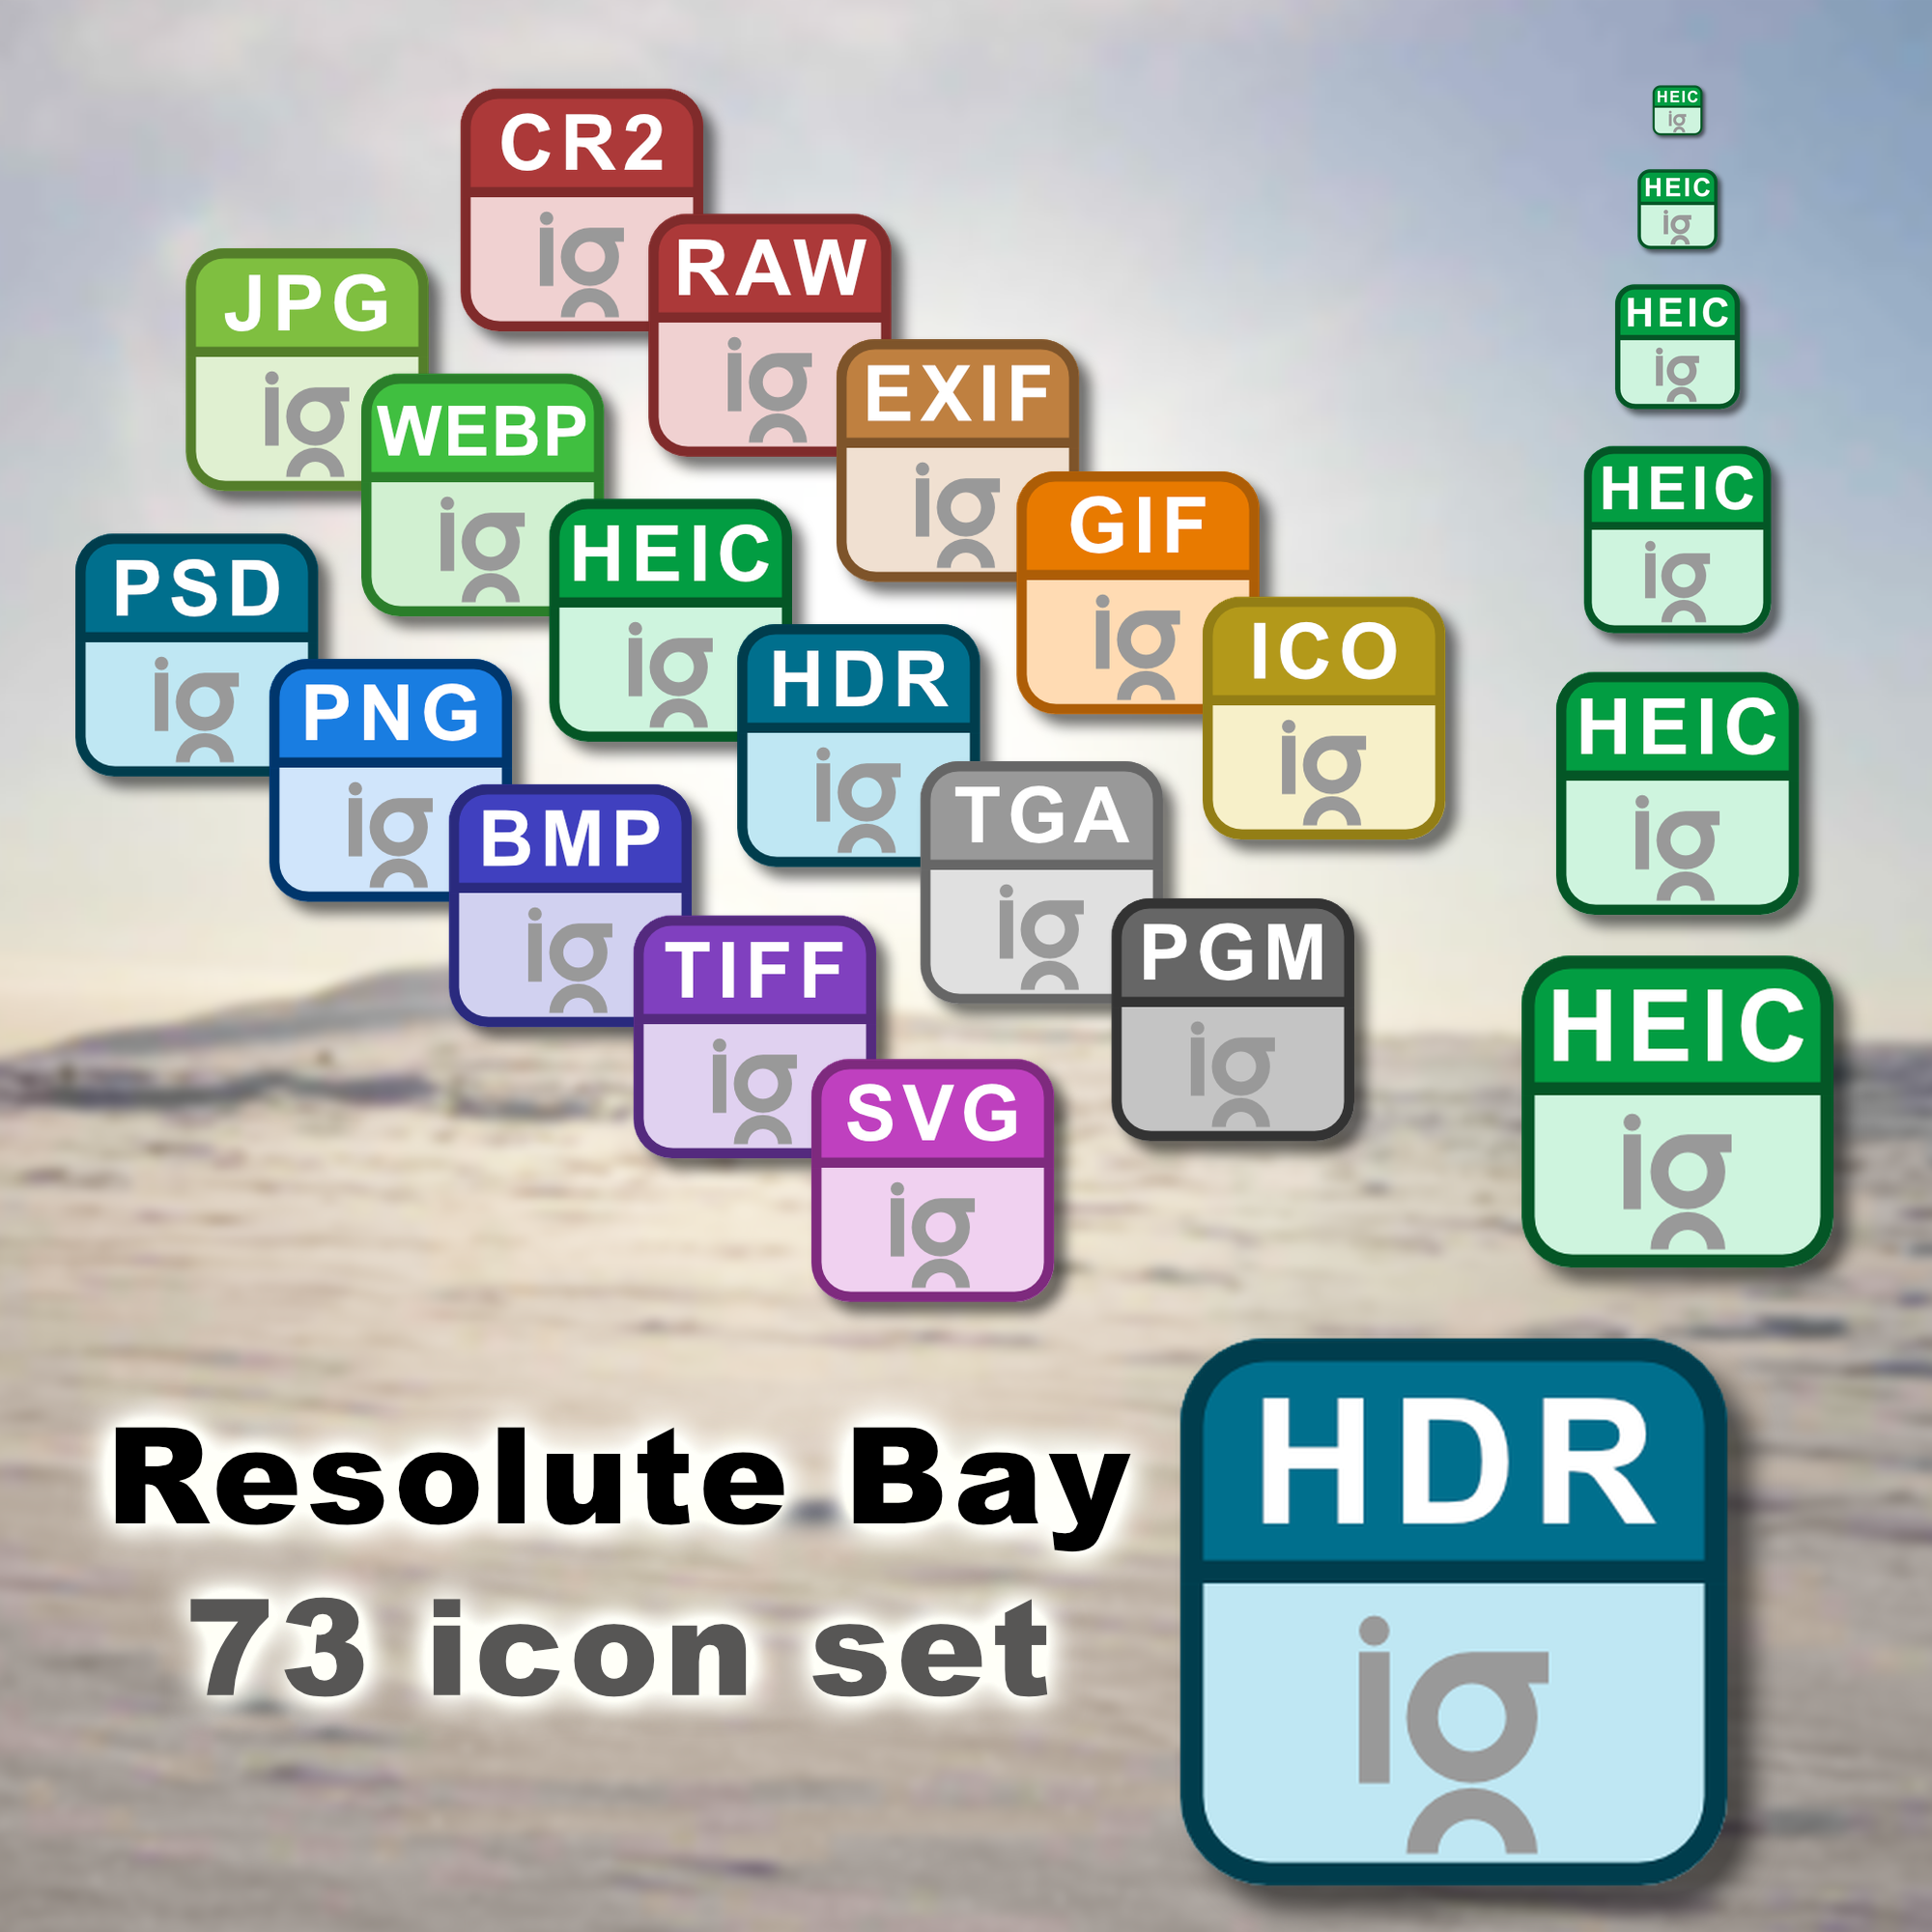 CR2
ig
RAW
ig
EXIF
ig
GIF
ig
ICO
ig
JPG
ig
WEBP
ig
HEIC
ig
HDR
ig
TGA
ig
PGM
ig
PSD
ig
PNG
ig
BMP
ig
TIFF
ig
SVG
ig
HEIC
ig
HEIC
ig
HEIC
ig
HEIC
ig
HEIC
ig
HEIC
ig
Resolute Bay
73 icon set
HDR
ig